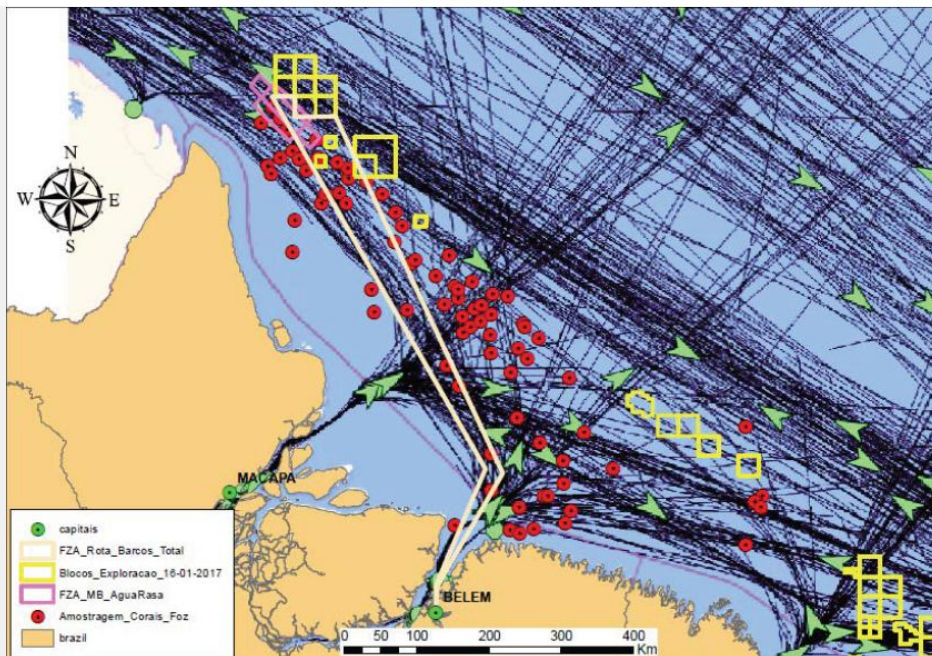 N
W E
S
MACAPA
BELEM
capitais
FZA_Rota_Barcos_Total
Blocos_Exploracao_16-01-2017
FZA_MB_AguaRasa
Amostragem_Corais_Foz
brazil
0 50 100 200 300 400
Km